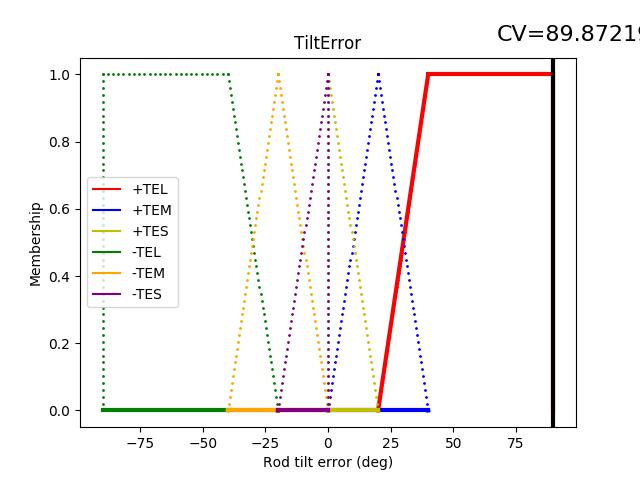 CV=89.87219
TiltError
Membership
1.0
0.8
0.6
0.4
0.2
0.0
+TEL
+TEM
+TES
-TEL
-TEM
-TES
−75 −50 −25 0 25 50 75
Rod tilt error (deg)